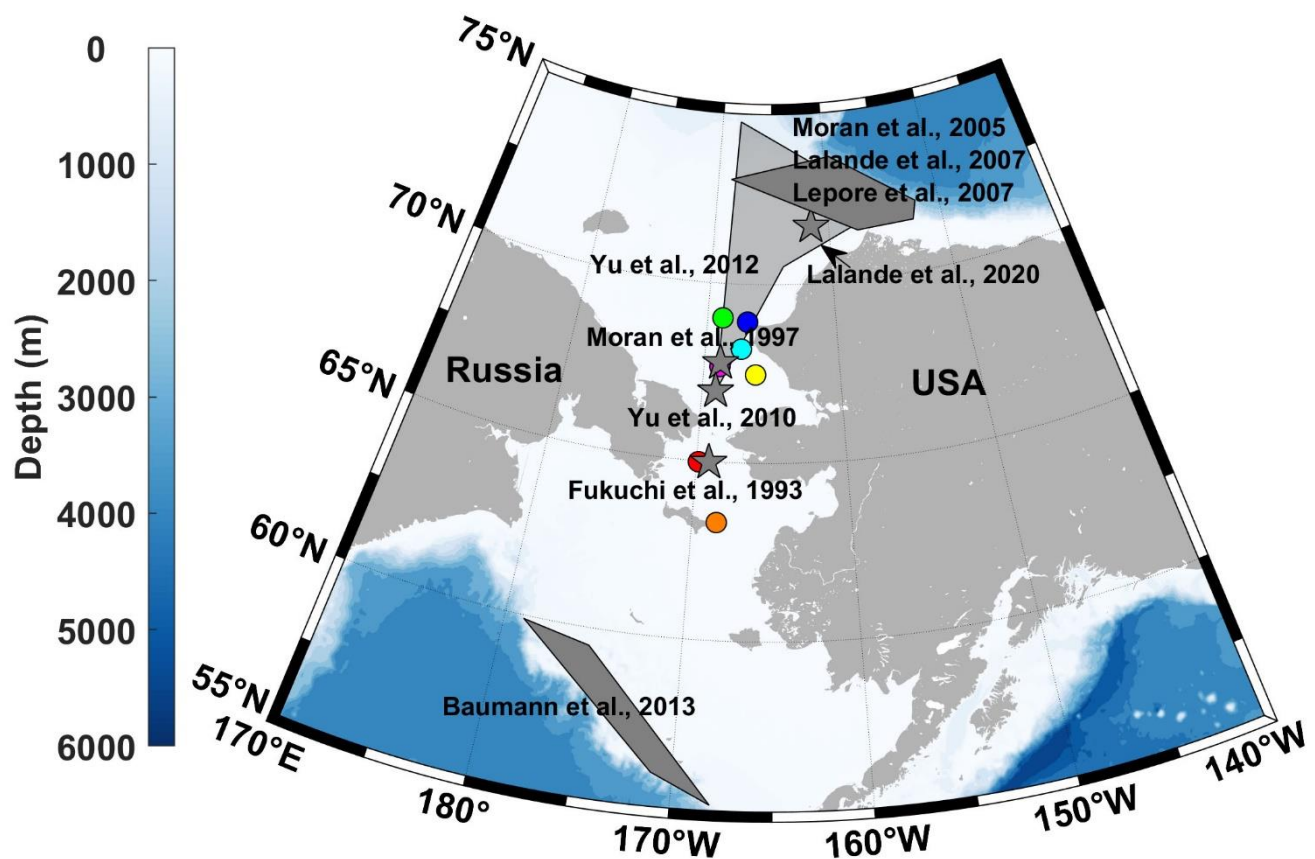 0
1000
2000
3000
4000
5000
6000
Depth (m)
75°N
70°N
65°N
60°N
55°N
170°E
180°
170°W
160°W
150°W
140°W
Moran et al., 2005
Lalande et al., 2007
Lepore et al., 2007
Yu et al., 2012
Lalande et al., 2020
Moran et al., 1997
Russia
USA
Yu et al., 2010
Fukuchi et al., 1993
Baumann et al., 2013